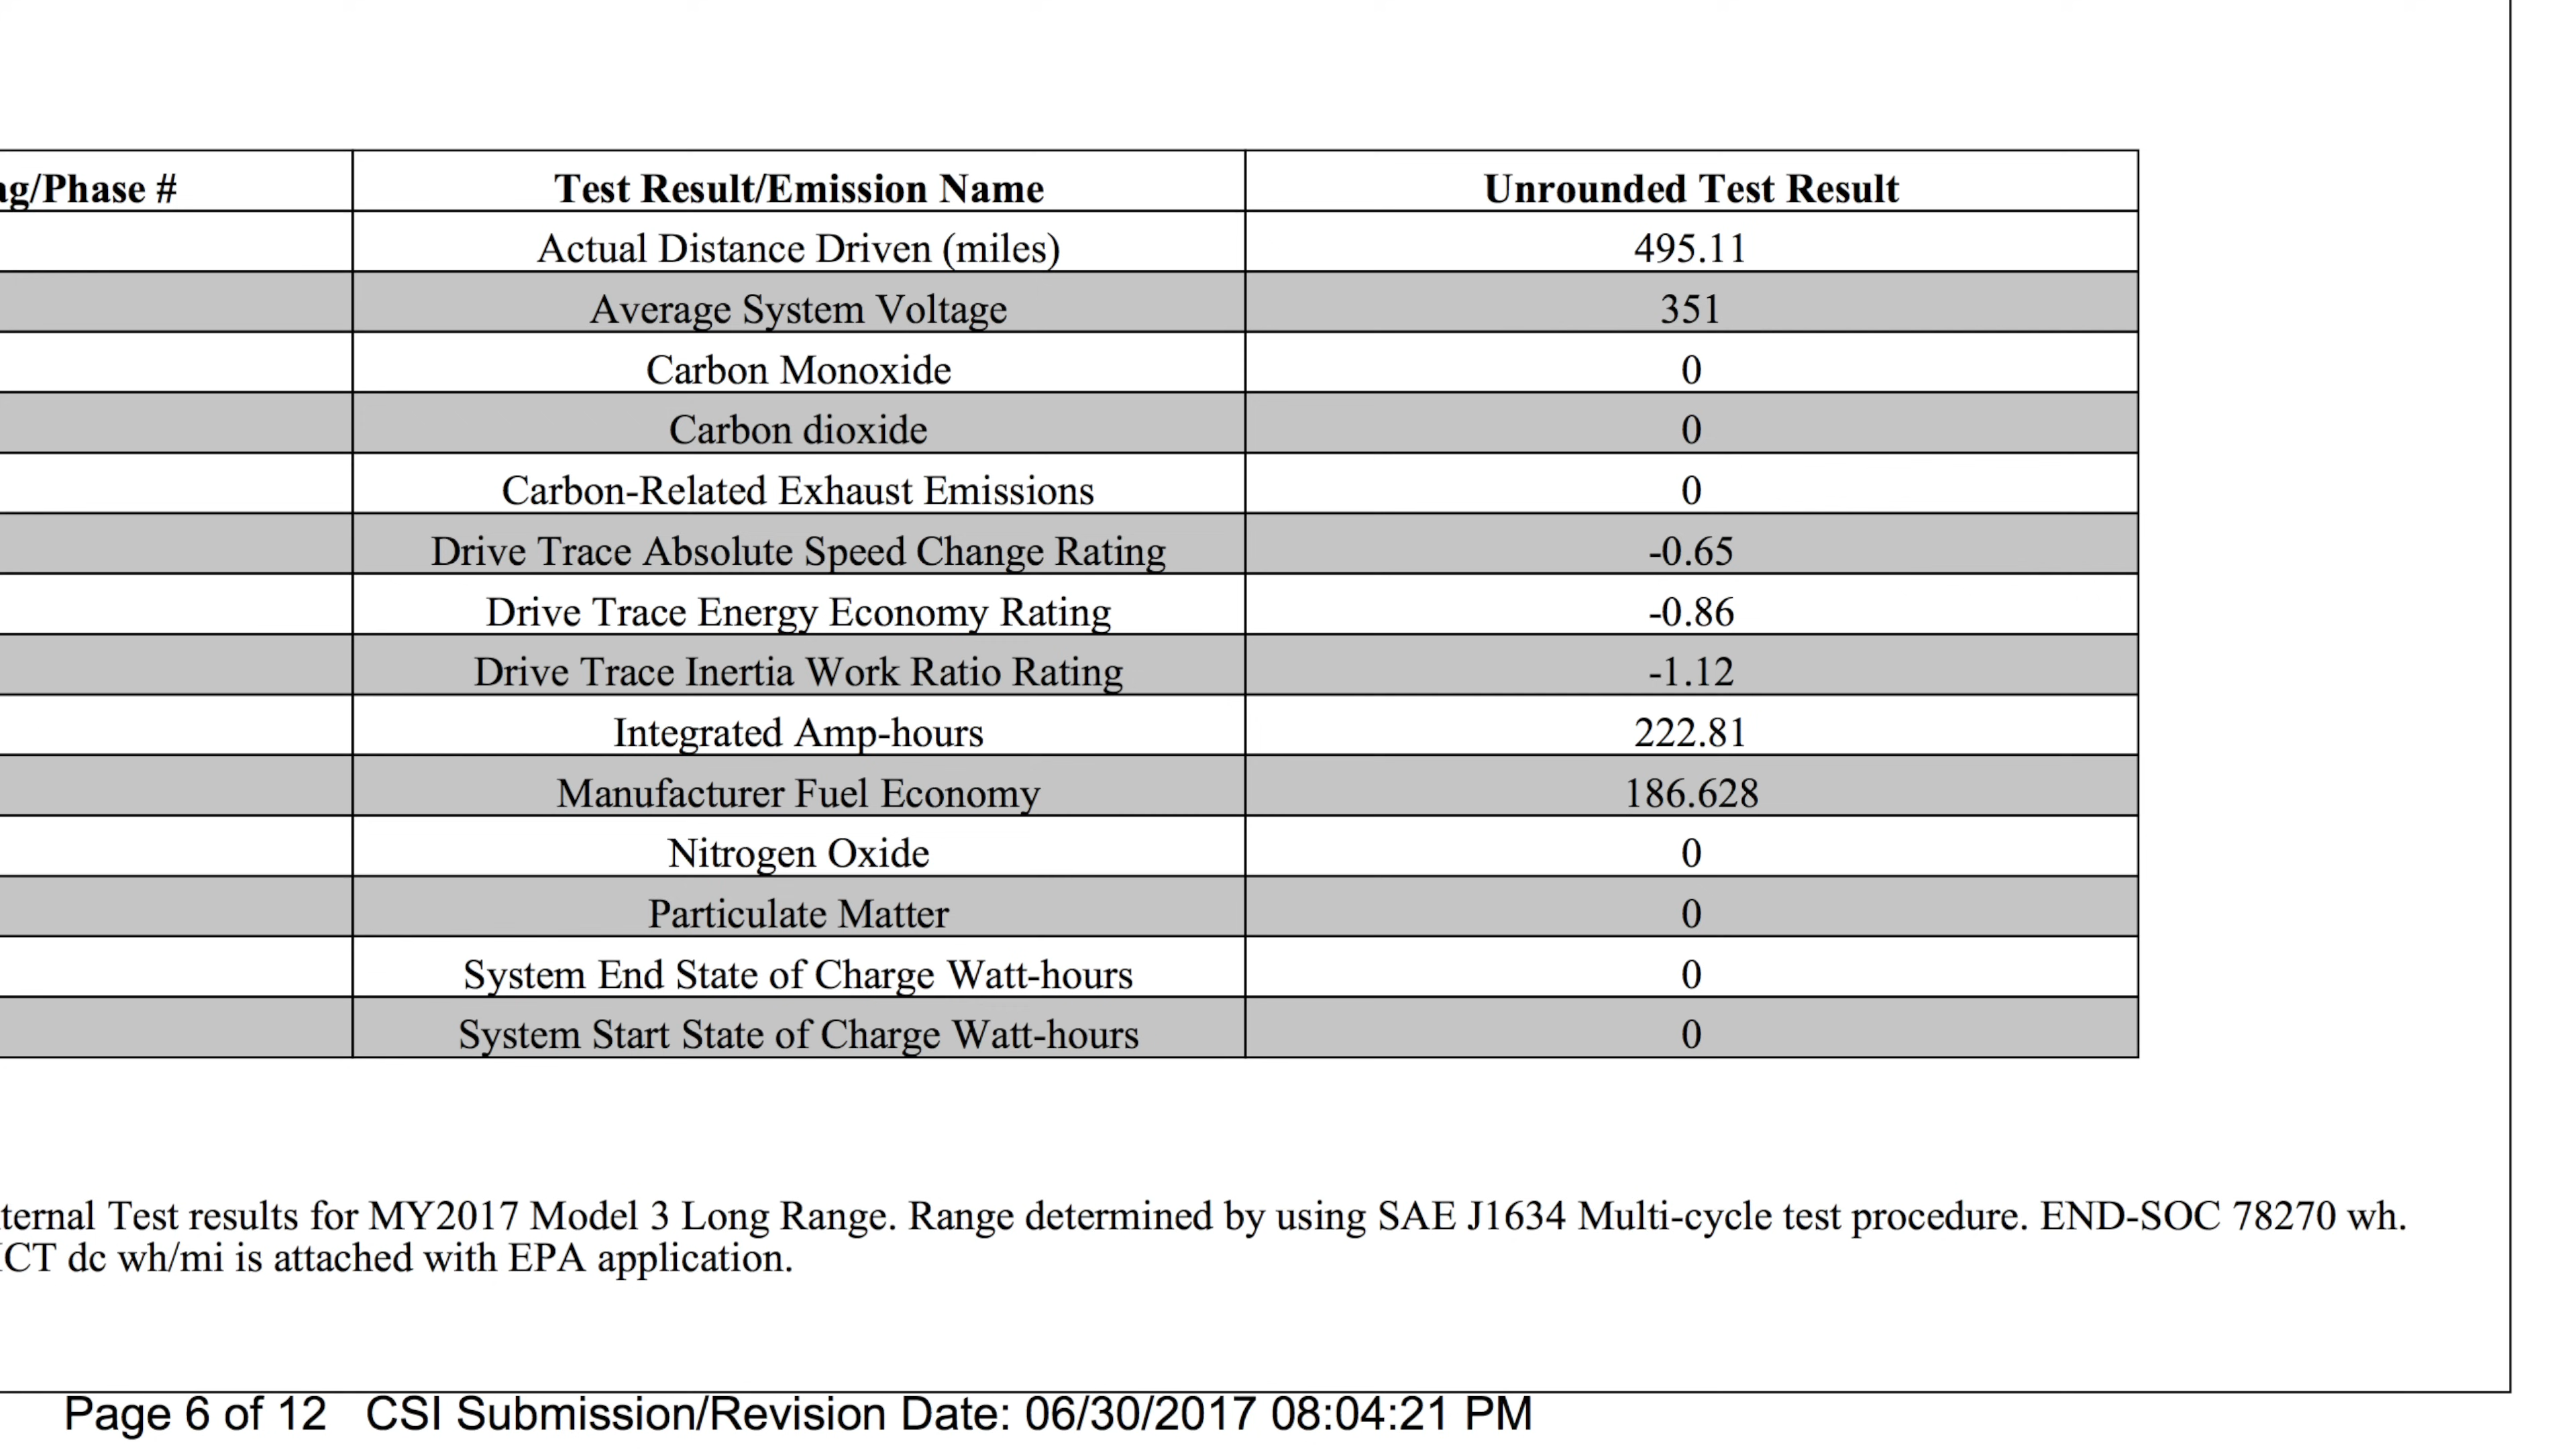 ag/Phase # Test Result/Emission Name Unrounded Test Result
Actual Distance Driven (miles) 495.11
Average System Voltage 351
Carbon Monoxide 0
Carbon dioxide 0
Carbon-Related Exhaust Emissions 0
Drive Trace Absolute Speed Change Rating -0.65
Drive Trace Energy Economy Rating -0.86
Drive Trace Inertia Work Ratio Rating -1.12
Integrated Amp-hours 222.81
Manufacturer Fuel Economy 186.628
Nitrogen Oxide 0
Particulate Matter 0
System End State of Charge Watt-hours 0
System Start State of Charge Watt-hours 0
ternal Test results for MY2017 Model 3 Long Range. Range determined by using SAE J1634 Multi-cycle test procedure. END-SOC 78270 wh.
CT dc wh/mi is attached with EPA application.
Page 6 of 12 CSI Submission/Revision Date: 06/30/2017 08:04:21 PM